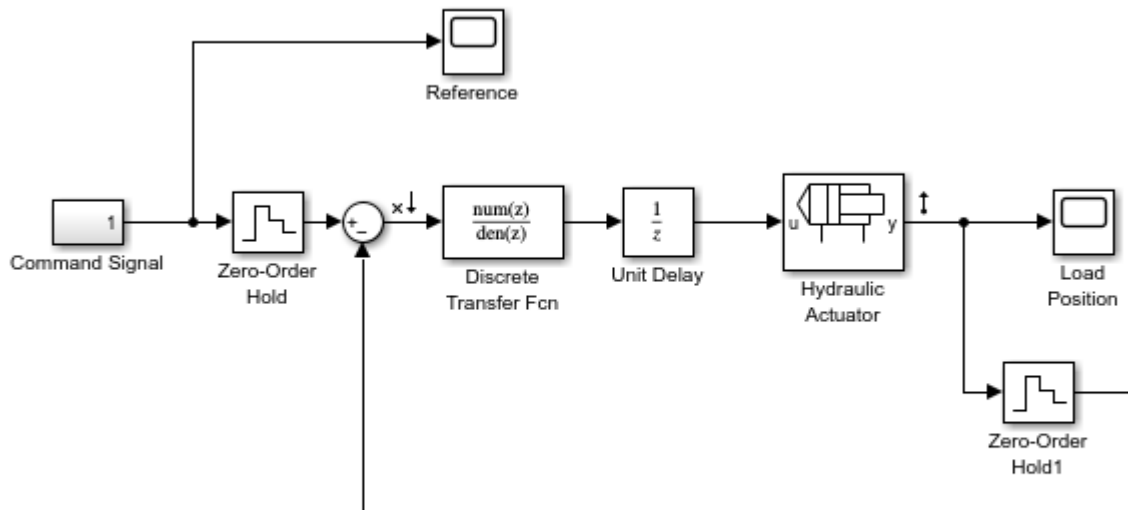 Reference
1
Command Signal
Zero-Order
Hold
+
−
num(z)
den(z)
Discrete
Transfer Fcn
1
z
Unit Delay
u
y
Hydraulic
Actuator
Load
Position
Zero-Order
Hold1